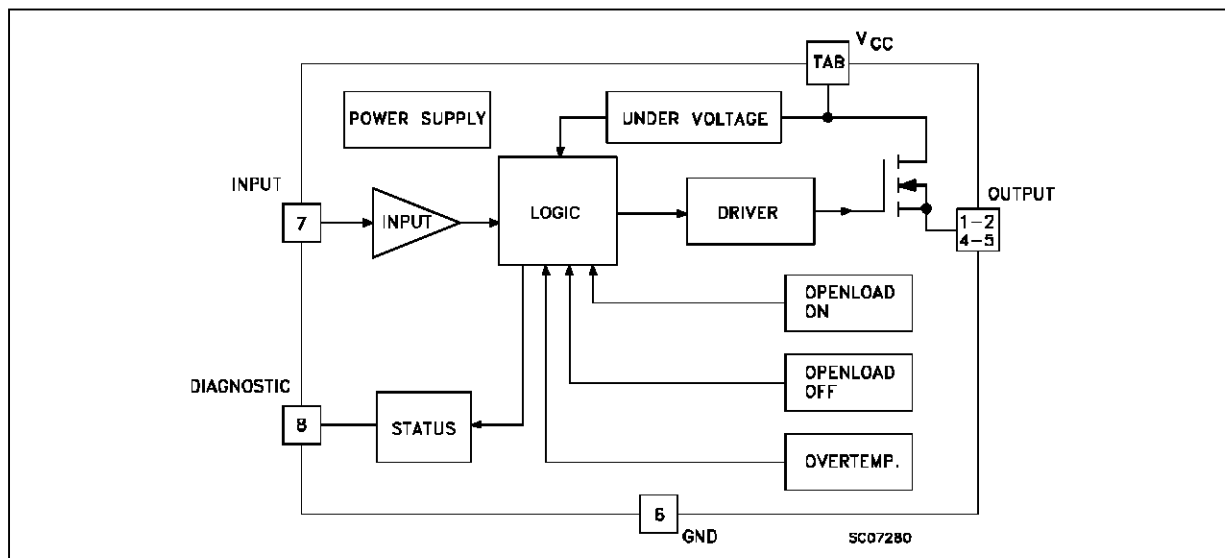 VCC
TAB
POWER SUPPLY
UNDER VOLTAGE
INPUT
7
INPUT
LOGIC
DRIVER
OUTPUT
1-2
4-5
OPENLOAD
ON
OPENLOAD
OFF
DIAGNOSTIC
8
STATUS
OVERTEMP.
6
GND
SC07280